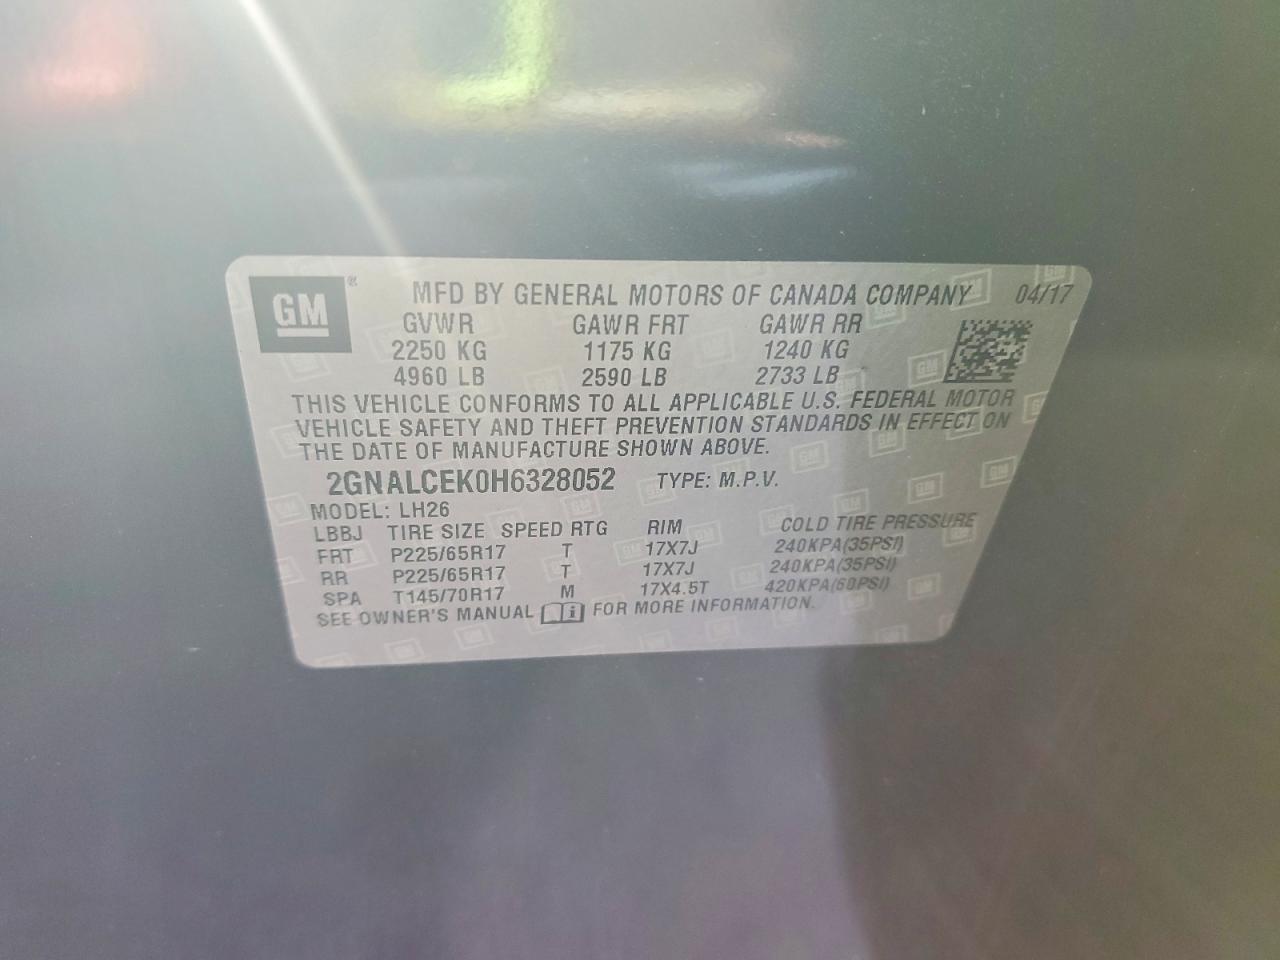 GM ®
MFD BY GENERAL MOTORS OF CANADA COMPANY 04/17
GVWR GAWR FRT GAWR RR
2250 KG 1175 KG 1240 KG
4960 LB 2590 LB 2733 LB
THIS VEHICLE CONFORMS TO ALL APPLICABLE U.S. FEDERAL MOTOR
VEHICLE SAFETY AND THEFT PREVENTION STANDARDS IN EFFECT ON
THE DATE OF MANUFACTURE SHOWN ABOVE.
2GNALCEK0H6328052 TYPE: M.P.V.
MODEL: LH26
LBBJ TIRE SIZE SPEED RTG RIM COLD TIRE PRESSURE
FRT P225/65R17 T 17X7J 240KPA(35PSI)
RR P225/65R17 T 17X7J 240KPA(35PSI)
SPA T145/70R17 M 17X4.5T 420KPA(60PSI)
SEE OWNER'S MANUAL i FOR MORE INFORMATION.